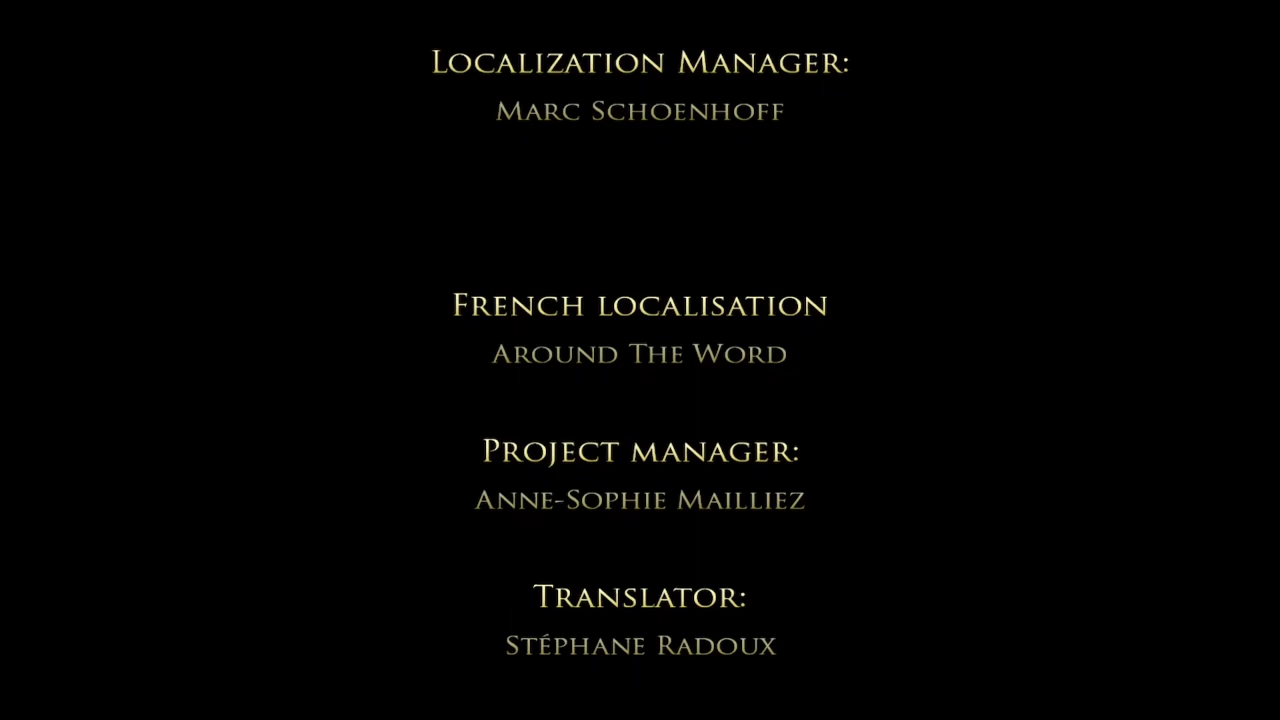 Localization Manager:
Marc Schoenhoff
French localisation
Around The Word
Project manager:
Anne-Sophie Mailliez
Translator:
Stéphane Radoux